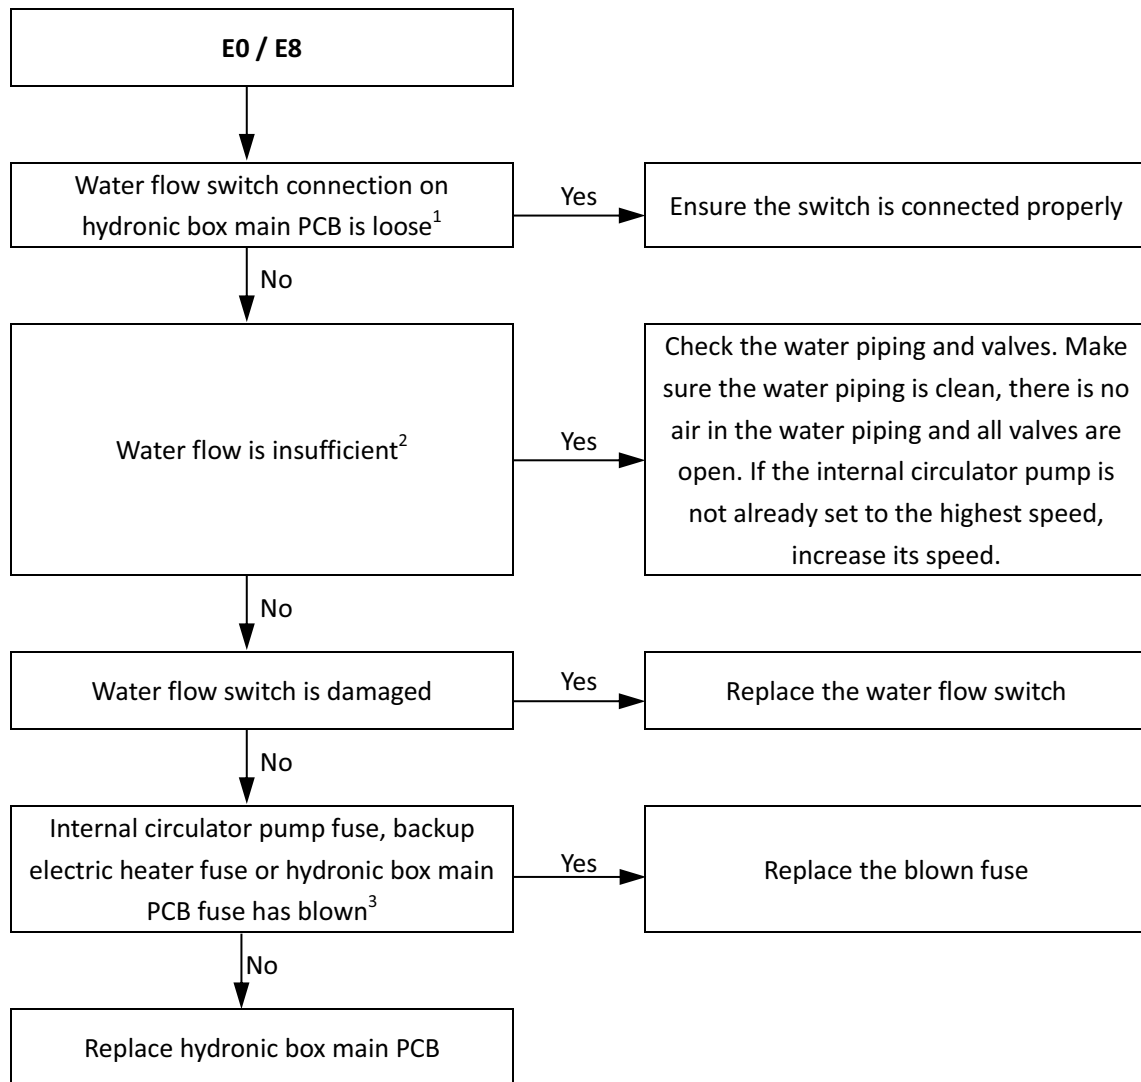 E0 / E8
Water flow switch connection on
hydronic box main PCB is loose1
Yes
Ensure the switch is connected properly
No
Water flow is insufficient2
Yes
Check the water piping and valves. Make
sure the water piping is clean, there is no
air in the water piping and all valves are
open. If the internal circulator pump is
not already set to the highest speed,
increase its speed.
No
Water flow switch is damaged
Yes
Replace the water flow switch
No
Internal circulator pump fuse, backup
electric heater fuse or hydronic box main
PCB fuse has blown3
Yes
Replace the blown fuse
No
Replace hydronic box main PCB